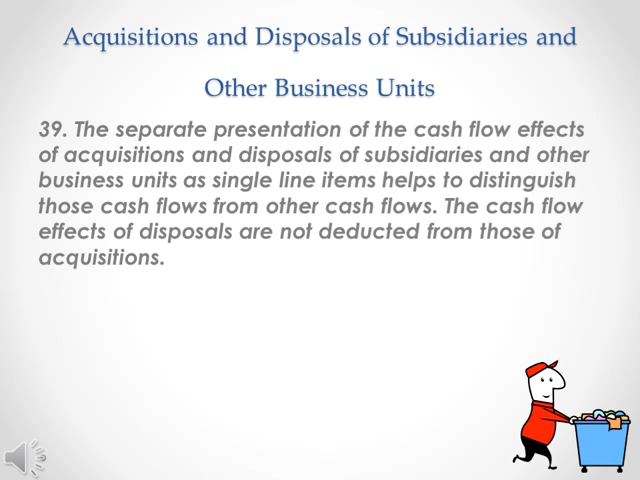 Acquisitions and Disposals of Subsidiaries and
Other Business Units
39. The separate presentation of the cash flow effects
of acquisitions and disposals of subsidiaries and other
business units as single line items helps to distinguish
those cash flows from other cash flows. The cash flow
effects of disposals are not deducted from those of
acquisitions.